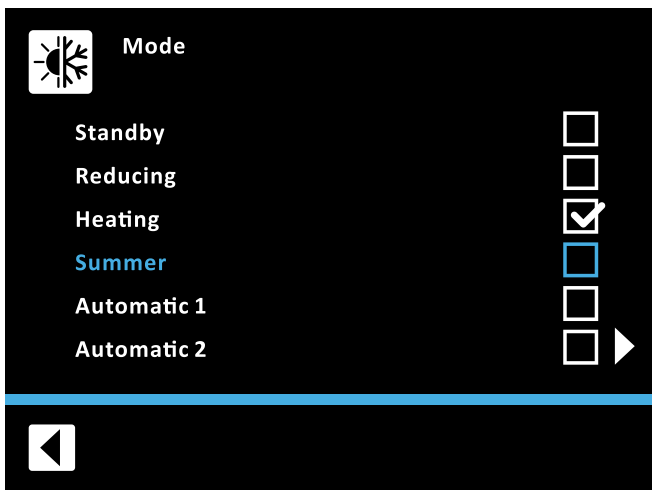 Mode
Standby
Reducing
Heating
Summer
Automatic 1
Automatic 2